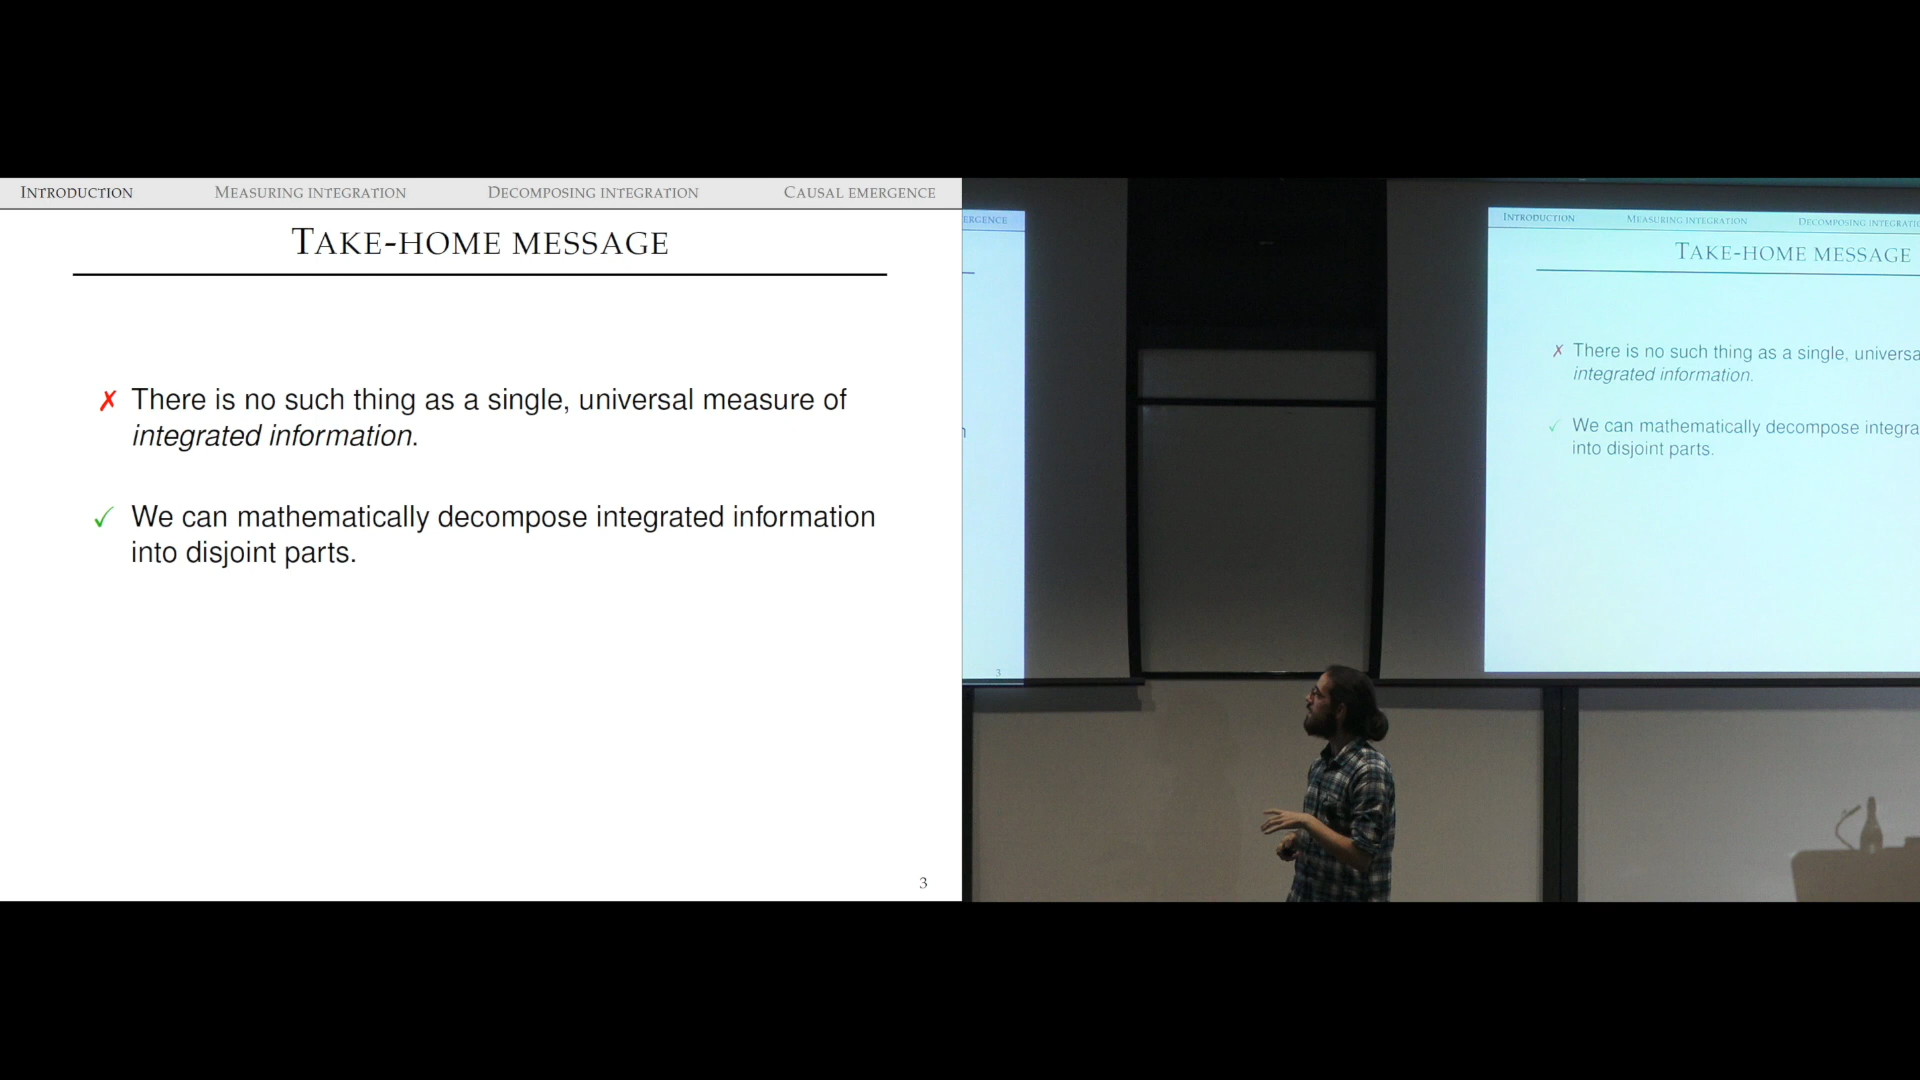 INTRODUCTION MEASURING INTEGRATION DECOMPOSING INTEGRATION CAUSAL EMERGENCE
TAKE-HOME MESSAGE
✗ There is no such thing as a single, universal measure of
integrated information.
✓ We can mathematically decompose integrated information
into disjoint parts.
3
ERGENCE
3
INTRODUCTION MEASURING INTEGRATION DECOMPOSING INTEGRATIO
TAKE-HOME MESSAGE
✗ There is no such thing as a single, universa
integrated information.
✓ We can mathematically decompose integra
into disjoint parts.